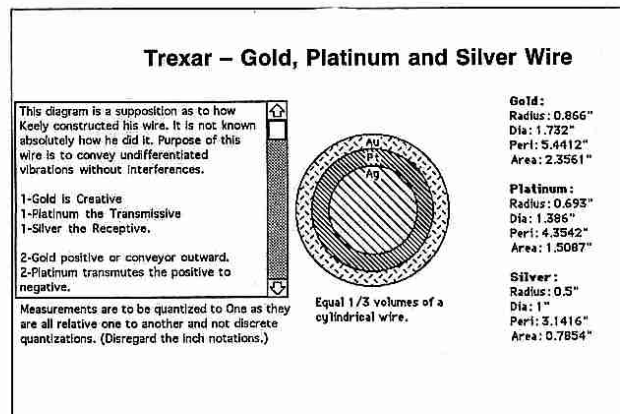 Trexar – Gold, Platinum and Silver Wire
This diagram is a supposition as to how
Keely constructed his wire. It is not known
absolutely how he did it. Purpose of this
wire is to convey undifferentiated
vibrations without interferences.
1-Gold is Creative
1-Platinum the Transmissive
1-Silver the Receptive.
2-Gold positive or conveyor outward.
2-Platinum transmutes the positive to
negative.
Measurements are to be quantized to One as they
are all relative one to another and not discrete
quantizations. (Disregard the inch notations.)
Au
Pt
Ag
Equal 1/3 volumes of a
cylindrical wire.
Gold:
Radius: 0.866"
Dia: 1.732"
Peri: 5.4412"
Area: 2.3561"
Platinum:
Radius: 0.693"
Dia: 1.386"
Peri: 4.3542"
Area: 1.5087"
Silver:
Radius: 0.5"
Dia: 1"
Peri: 3.1416"
Area: 0.7854"